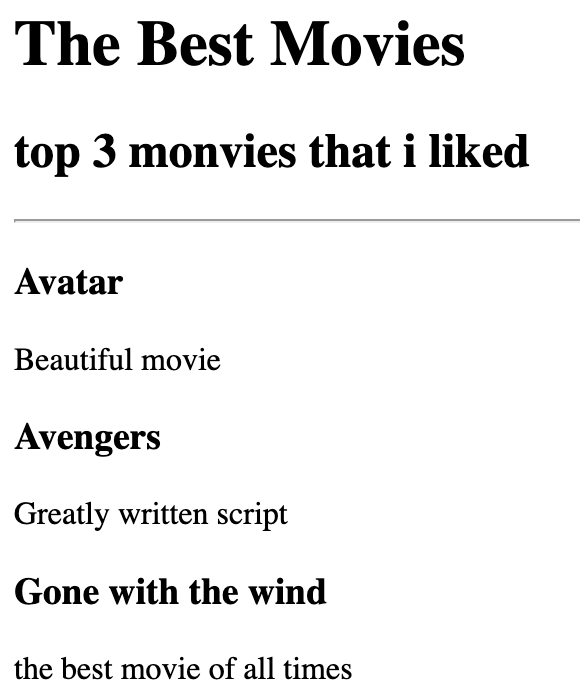 The Best Movies
top 3 monvies that i liked
Avatar
Beautiful movie
Avengers
Greatly written script
Gone with the wind
the best movie of all times